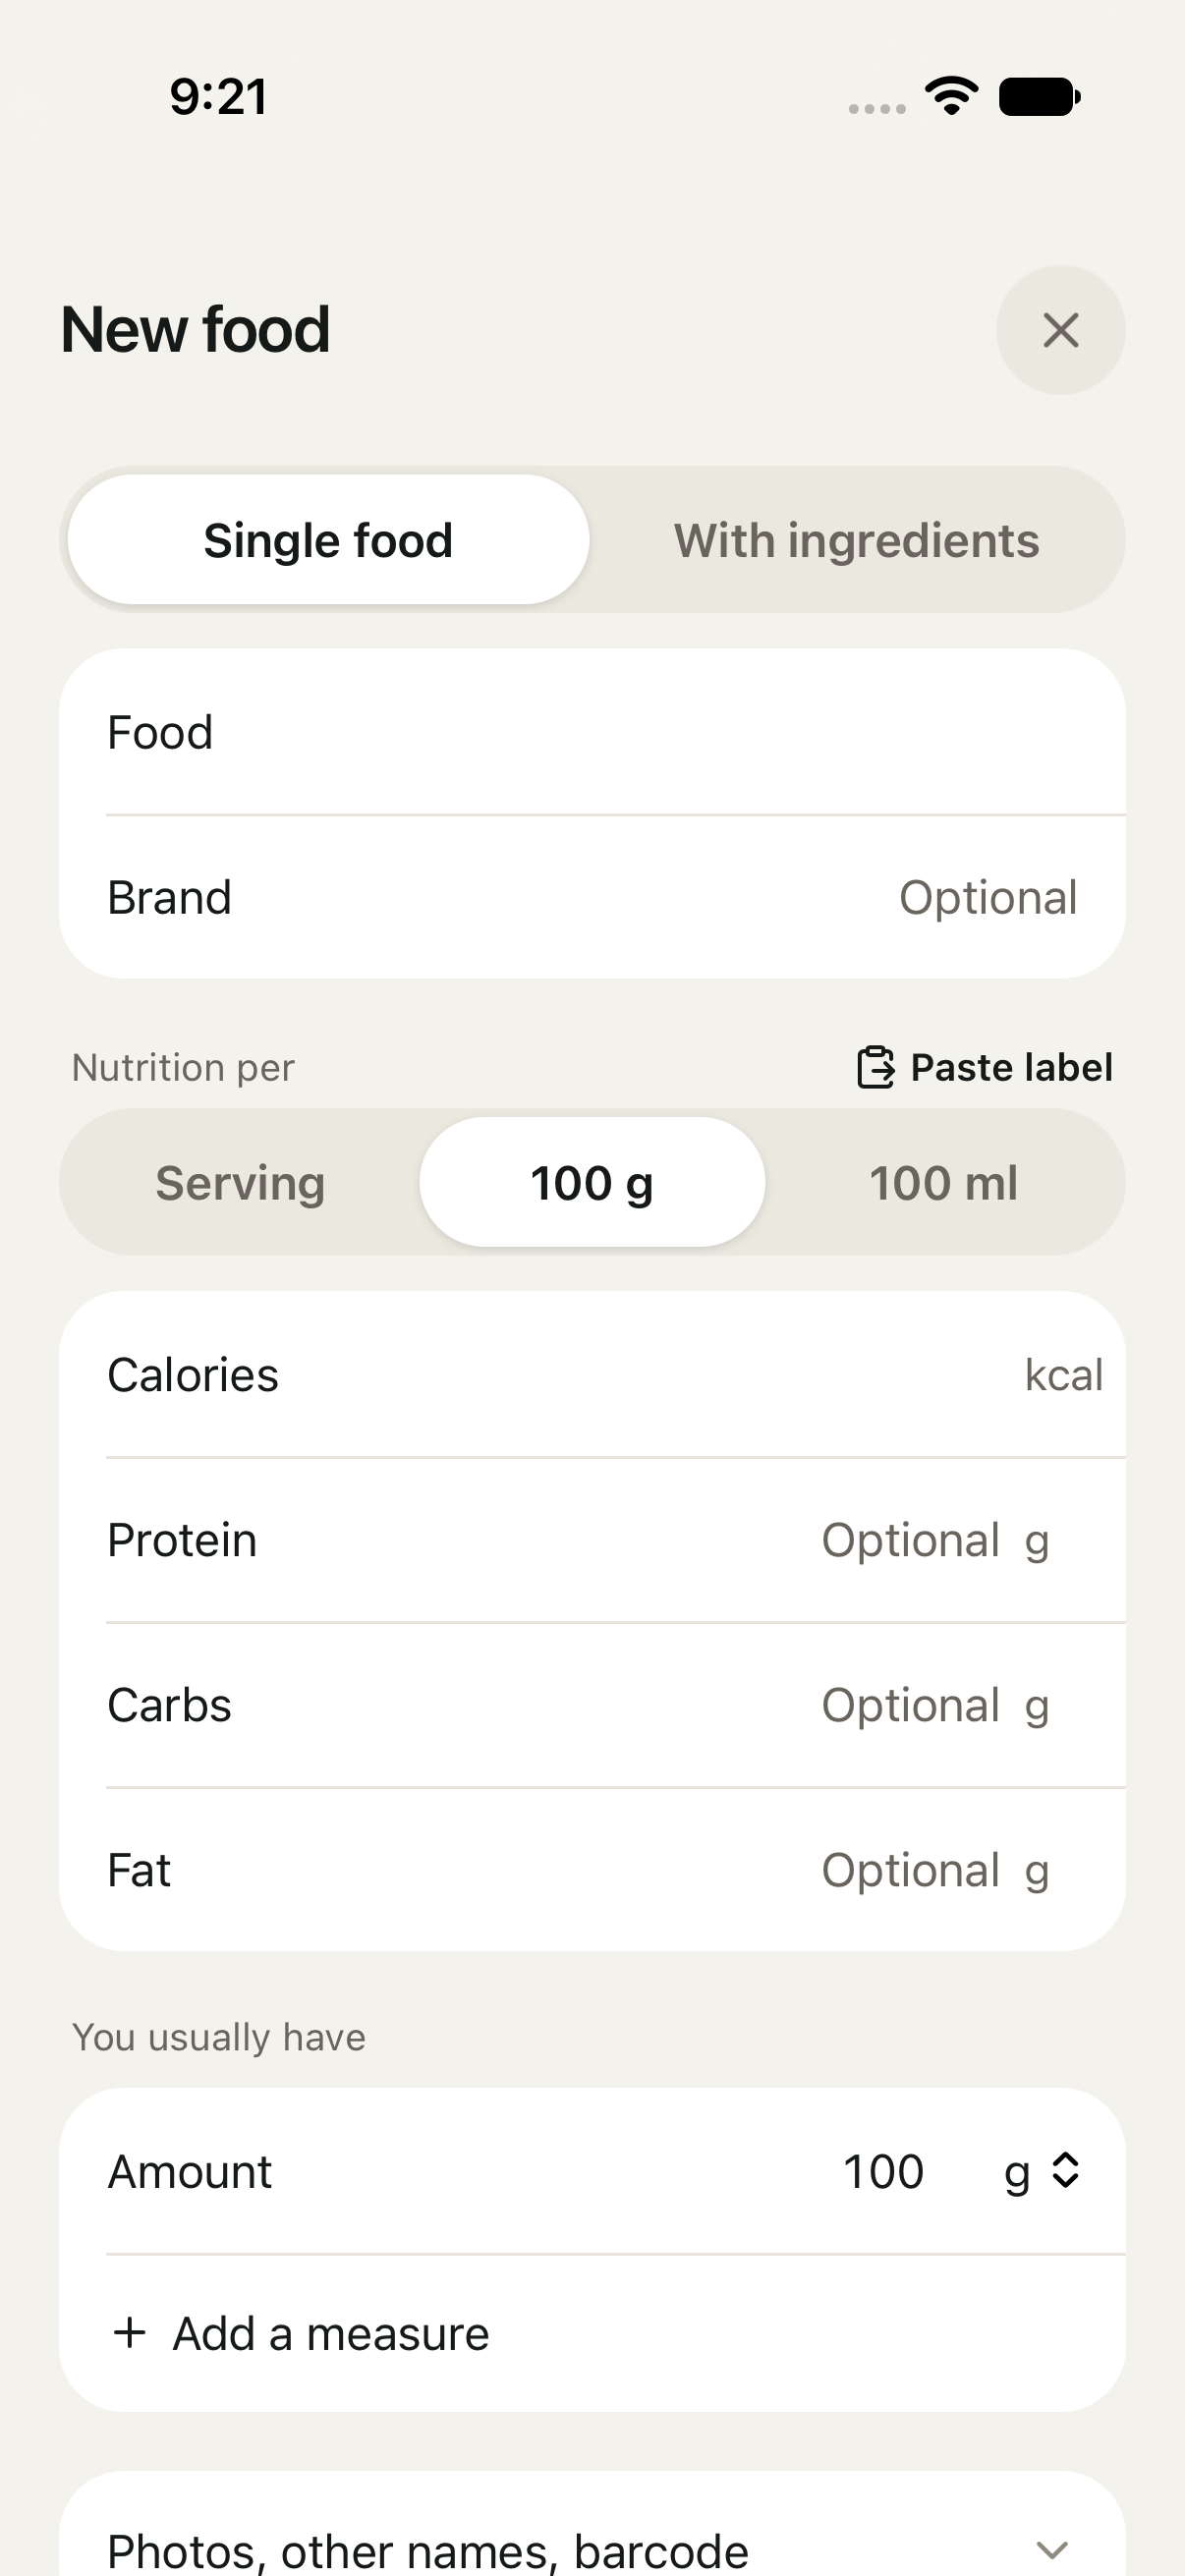 9:21
New food
Single food With ingredients
Food
Brand Optional
Nutrition per Paste label
Serving 100 g 100 ml
Calories kcal
Protein Optional g
Carbs Optional g
Fat Optional g
You usually have
Amount 100 g
+ Add a measure
Photos, other names, barcode